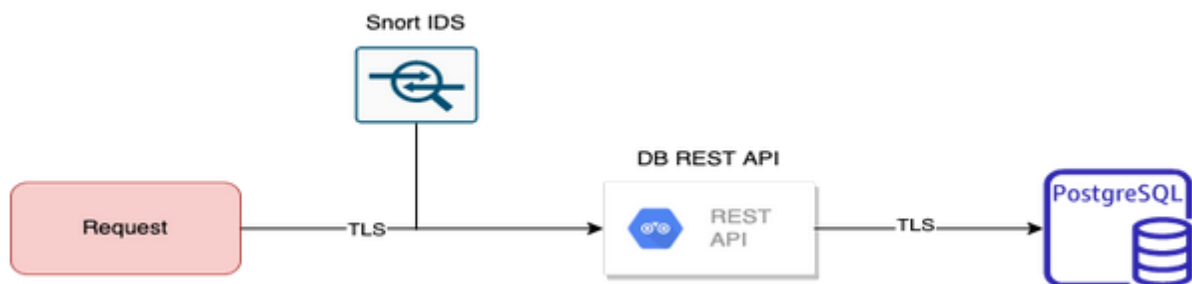 Snort IDS
DB REST API
Request
TLS
REST
API
TLS
PostgreSQL